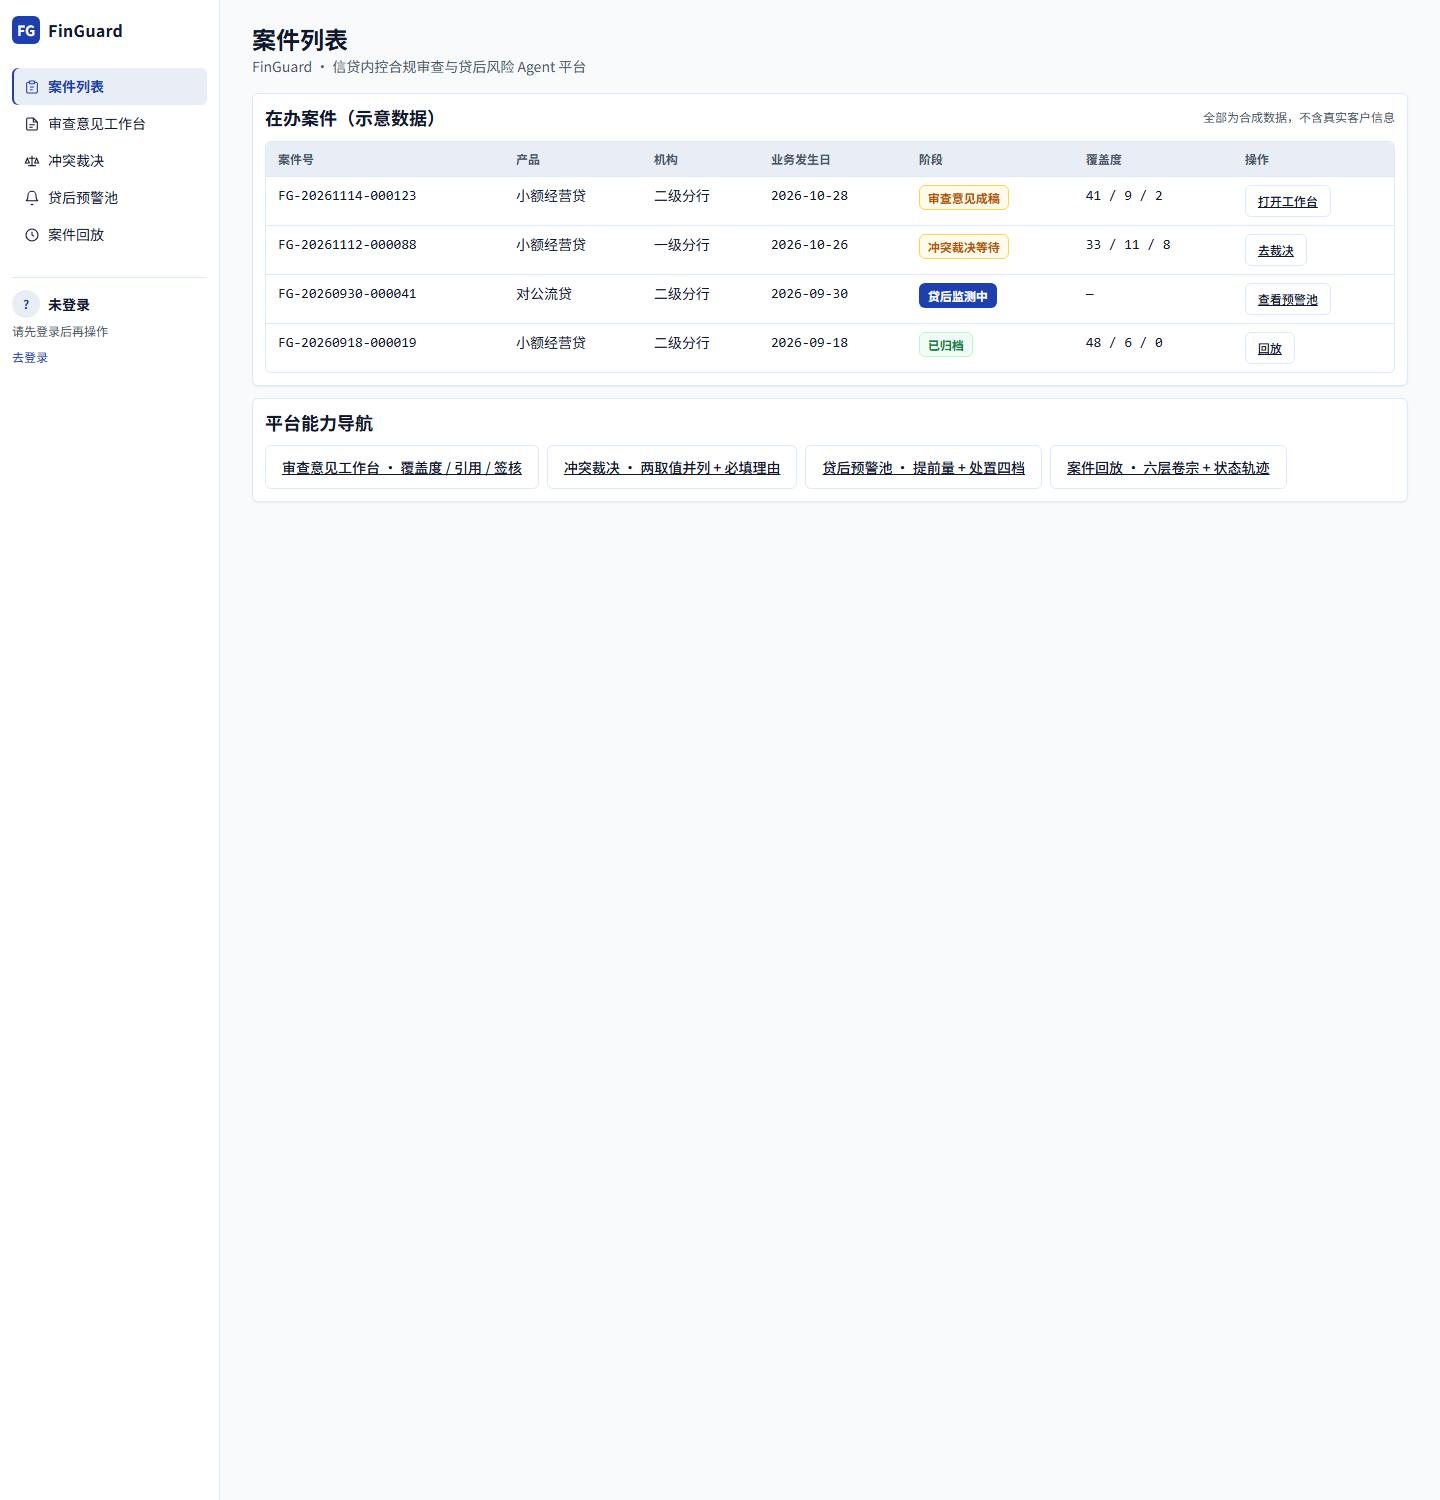 FG FinGuard
案件列表
审查意见工作台
冲突裁决
贷后预警池
案件回放
? 未登录
请先登录后再操作
去登录
案件列表
FinGuard · 信贷内控合规审查与贷后风险 Agent 平台
在办案件（示意数据） 全部为合成数据，不含真实客户信息
案件号 产品 机构 业务发生日 阶段 覆盖度 操作
FG-20261114-000123 小额经营贷 二级分行 2026-10-28 审查意见成稿 41 / 9 / 2 打开工作台
FG-20261112-000088 小额经营贷 一级分行 2026-10-26 冲突裁决等待 33 / 11 / 8 去裁决
FG-20260930-000041 对公流贷 二级分行 2026-09-30 贷后监测中 — 查看预警池
FG-20260918-000019 小额经营贷 二级分行 2026-09-18 已归档 48 / 6 / 0 回放
平台能力导航
审查意见工作台 · 覆盖度 / 引用 / 签核 冲突裁决 · 两取值并列 + 必填理由 贷后预警池 · 提前量 + 处置四档 案件回放 · 六层卷宗 + 状态轨迹